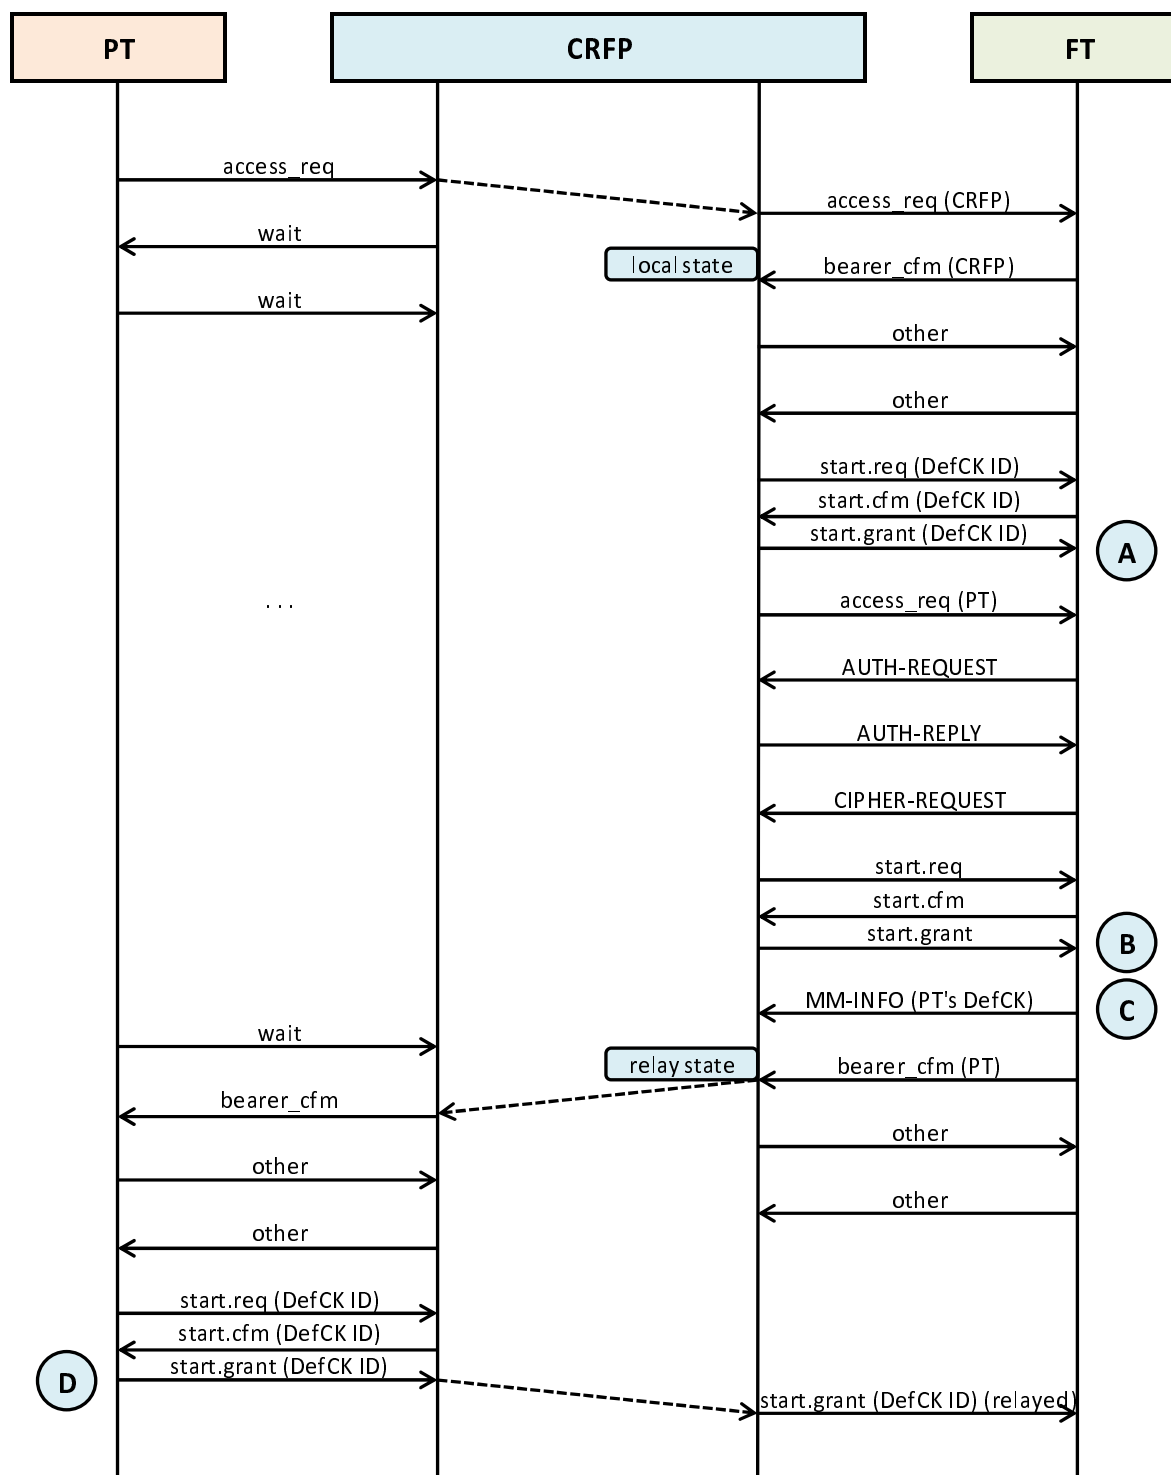 PT CRFP FT
access_req
access_req (CRFP)
wait
local state bearer_cfm (CRFP)
wait
other
other
start.req (DefCK ID)
start.cfm (DefCK ID)
start.grant (DefCK ID)
A
. . .
access_req (PT)
AUTH-REQUEST
AUTH-REPLY
CIPHER-REQUEST
start.req
start.cfm
start.grant
B
MM-INFO (PT's DefCK)
C
wait
relay state bearer_cfm (PT)
bearer_cfm
other
other
other
other
start.req (DefCK ID)
start.cfm (DefCK ID)
start.grant (DefCK ID)
D
start.grant (DefCK ID) (relayed)